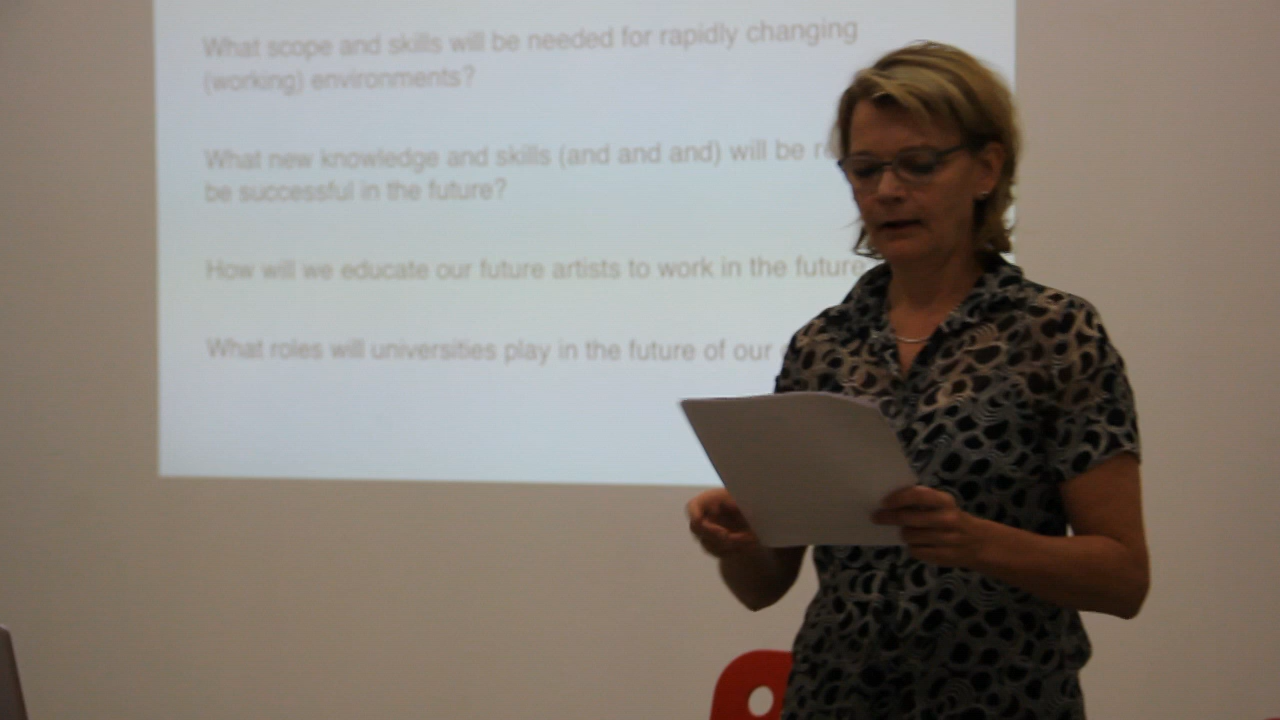 What scope and skills will be needed for rapidly changing
(working) environments?
What new knowledge and skills (and and and) will be
be successful in the future?
How will we educate our future artists to work in the future
What roles will universities play in the future of our